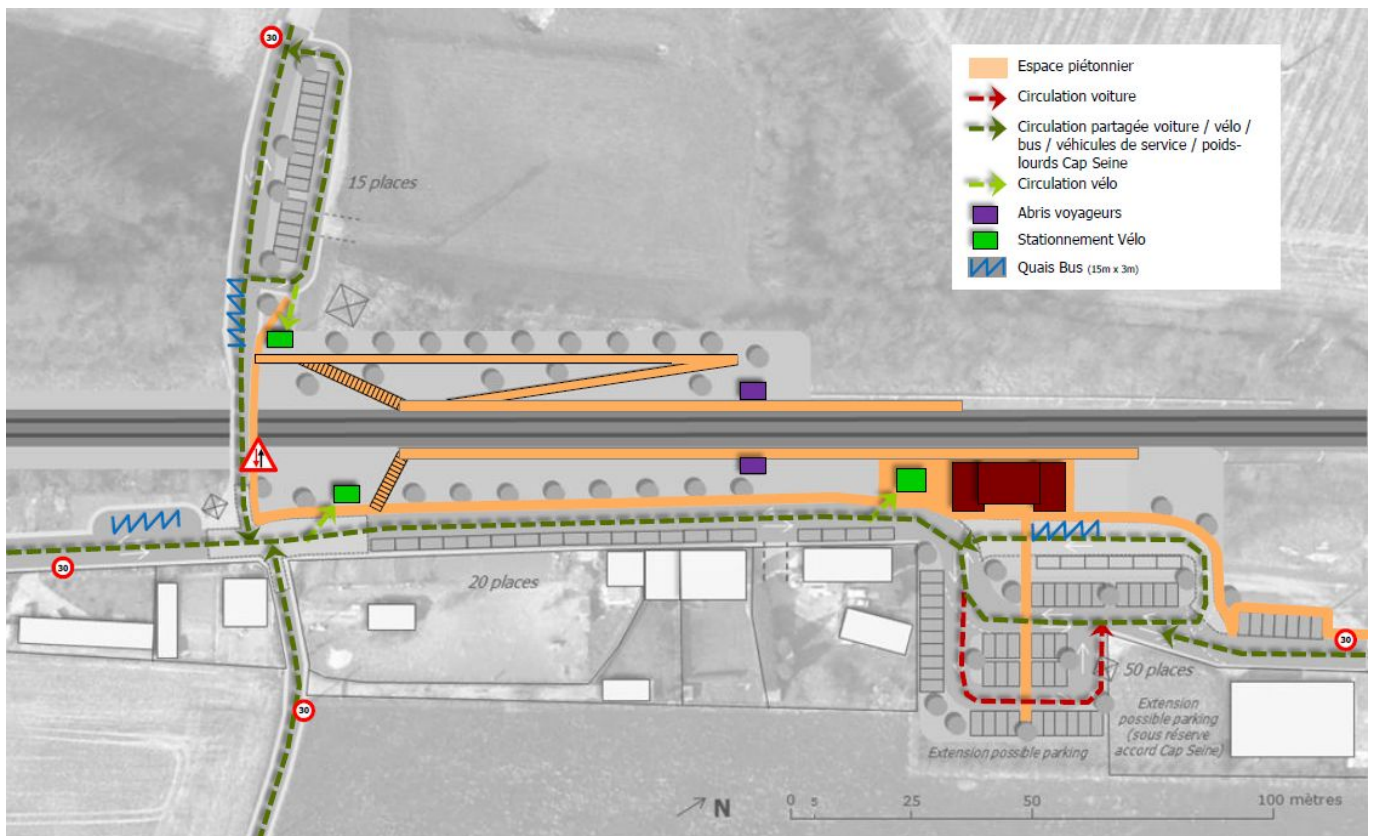 30
Espace piétonnier
Circulation voiture
Circulation partagée voiture / vélo /
bus / véhicules de service / poids-
lourds Cap Seine
Circulation vélo
Abris voyageurs
Stationnement Vélo
Quais Bus (15m x 3m)
15 places
20 places
30
30
30
50 places
Extension
possible parking
(sous réserve
accord Cap Seine)
Extension possible parking
N
0 5 25 50 100 mètres